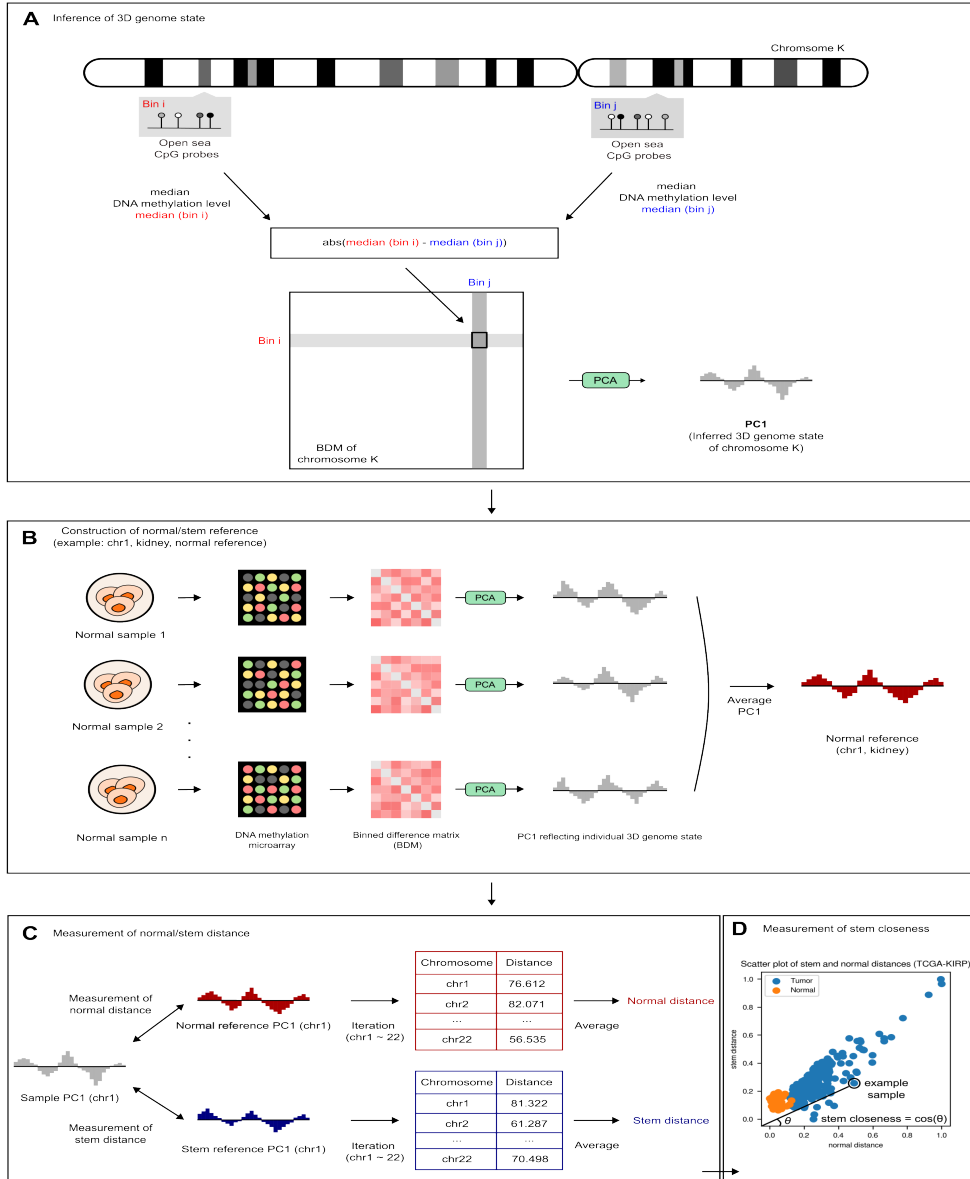 A Inference of 3D genome state
Chromsome K
Bin i
Bin j
Open sea
CpG probes
Open sea
CpG probes
median
DNA methylation level
median (bin i)
median
DNA methylation level
median (bin j)
abs(median (bin i) - median (bin j))
Bin j
Bin i
BDM of
chromosome K
PCA
PC1
(Inferred 3D genome state
of chromosome K)
B Construction of normal/stem reference
(example: chr1, kidney, normal reference)
Normal sample 1
PCA
Normal sample 2
PCA
Normal sample n
PCA
DNA methylation
microarray
Binned difference matrix
(BDM)
PC1 reflecting individual 3D genome state
Average
PC1
Normal reference
(chr1, kidney)
C Measurement of normal/stem distance
Measurement of
normal distance
Sample PC1 (chr1)
Measurement
of stem distance
Normal reference PC1 (chr1)
Iteration
(chr1 ~ 22)
Chromosome Distance
chr1 76.612
chr2 82.071
... ...
chr22 56.535
Average
Normal distance
Stem reference PC1 (chr1)
Iteration
(chr1 ~ 22)
Chromosome Distance
chr1 81.322
chr2 61.287
... ...
chr22 70.498
Average
Stem distance
D Measurement of stem closeness
Scatter plot of stem and normal distances (TCGA-KIRP)
Tumor
Normal
1.0
0.8
0.6
0.4
0.2
0.0
stem distance
example
sample
stem closeness = cos(θ)
θ
0.0 0.2 0.4 0.6 0.8 1.0
normal distance